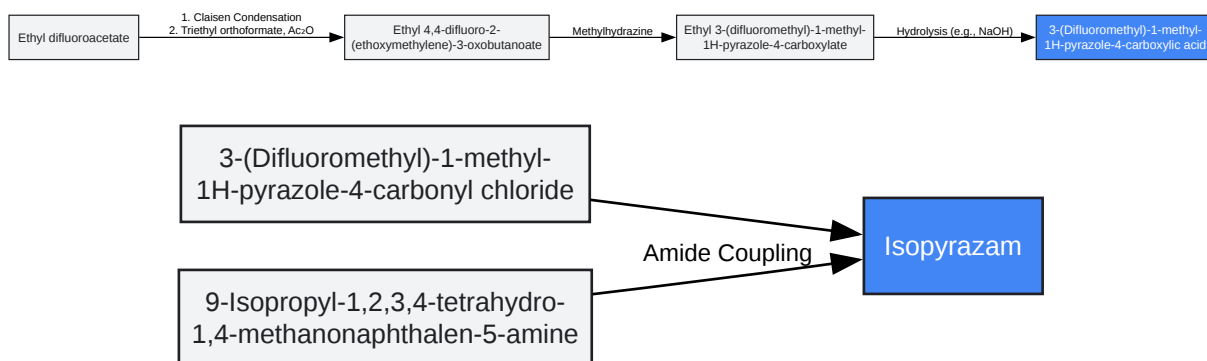 Ethyl difluoroacetate
1. Claisen Condensation
2. Triethyl orthoformate, Ac₂O
Ethyl 4,4-difluoro-2-
(ethoxymethylene)-3-oxobutanoate
Methylhydrazine
Ethyl 3-(difluoromethyl)-1-methyl-
1H-pyrazole-4-carboxylate
Hydrolysis (e.g., NaOH)
3-(Difluoromethyl)-1-methyl-
1H-pyrazole-4-carboxylic acid
3-(Difluoromethyl)-1-methyl-
1H-pyrazole-4-carbonyl chloride
Amide Coupling
Isopyrazam
9-Isopropyl-1,2,3,4-tetrahydro-
1,4-methanonaphthalen-5-amine